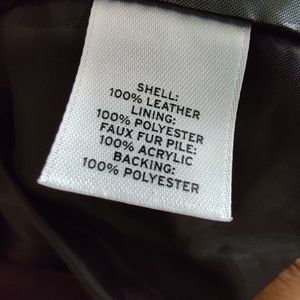 SHELL:
100% LEATHER
LINING:
100% POLYESTER
FAUX FUR PILE:
100% ACRYLIC
BACKING:
100% POLYESTER